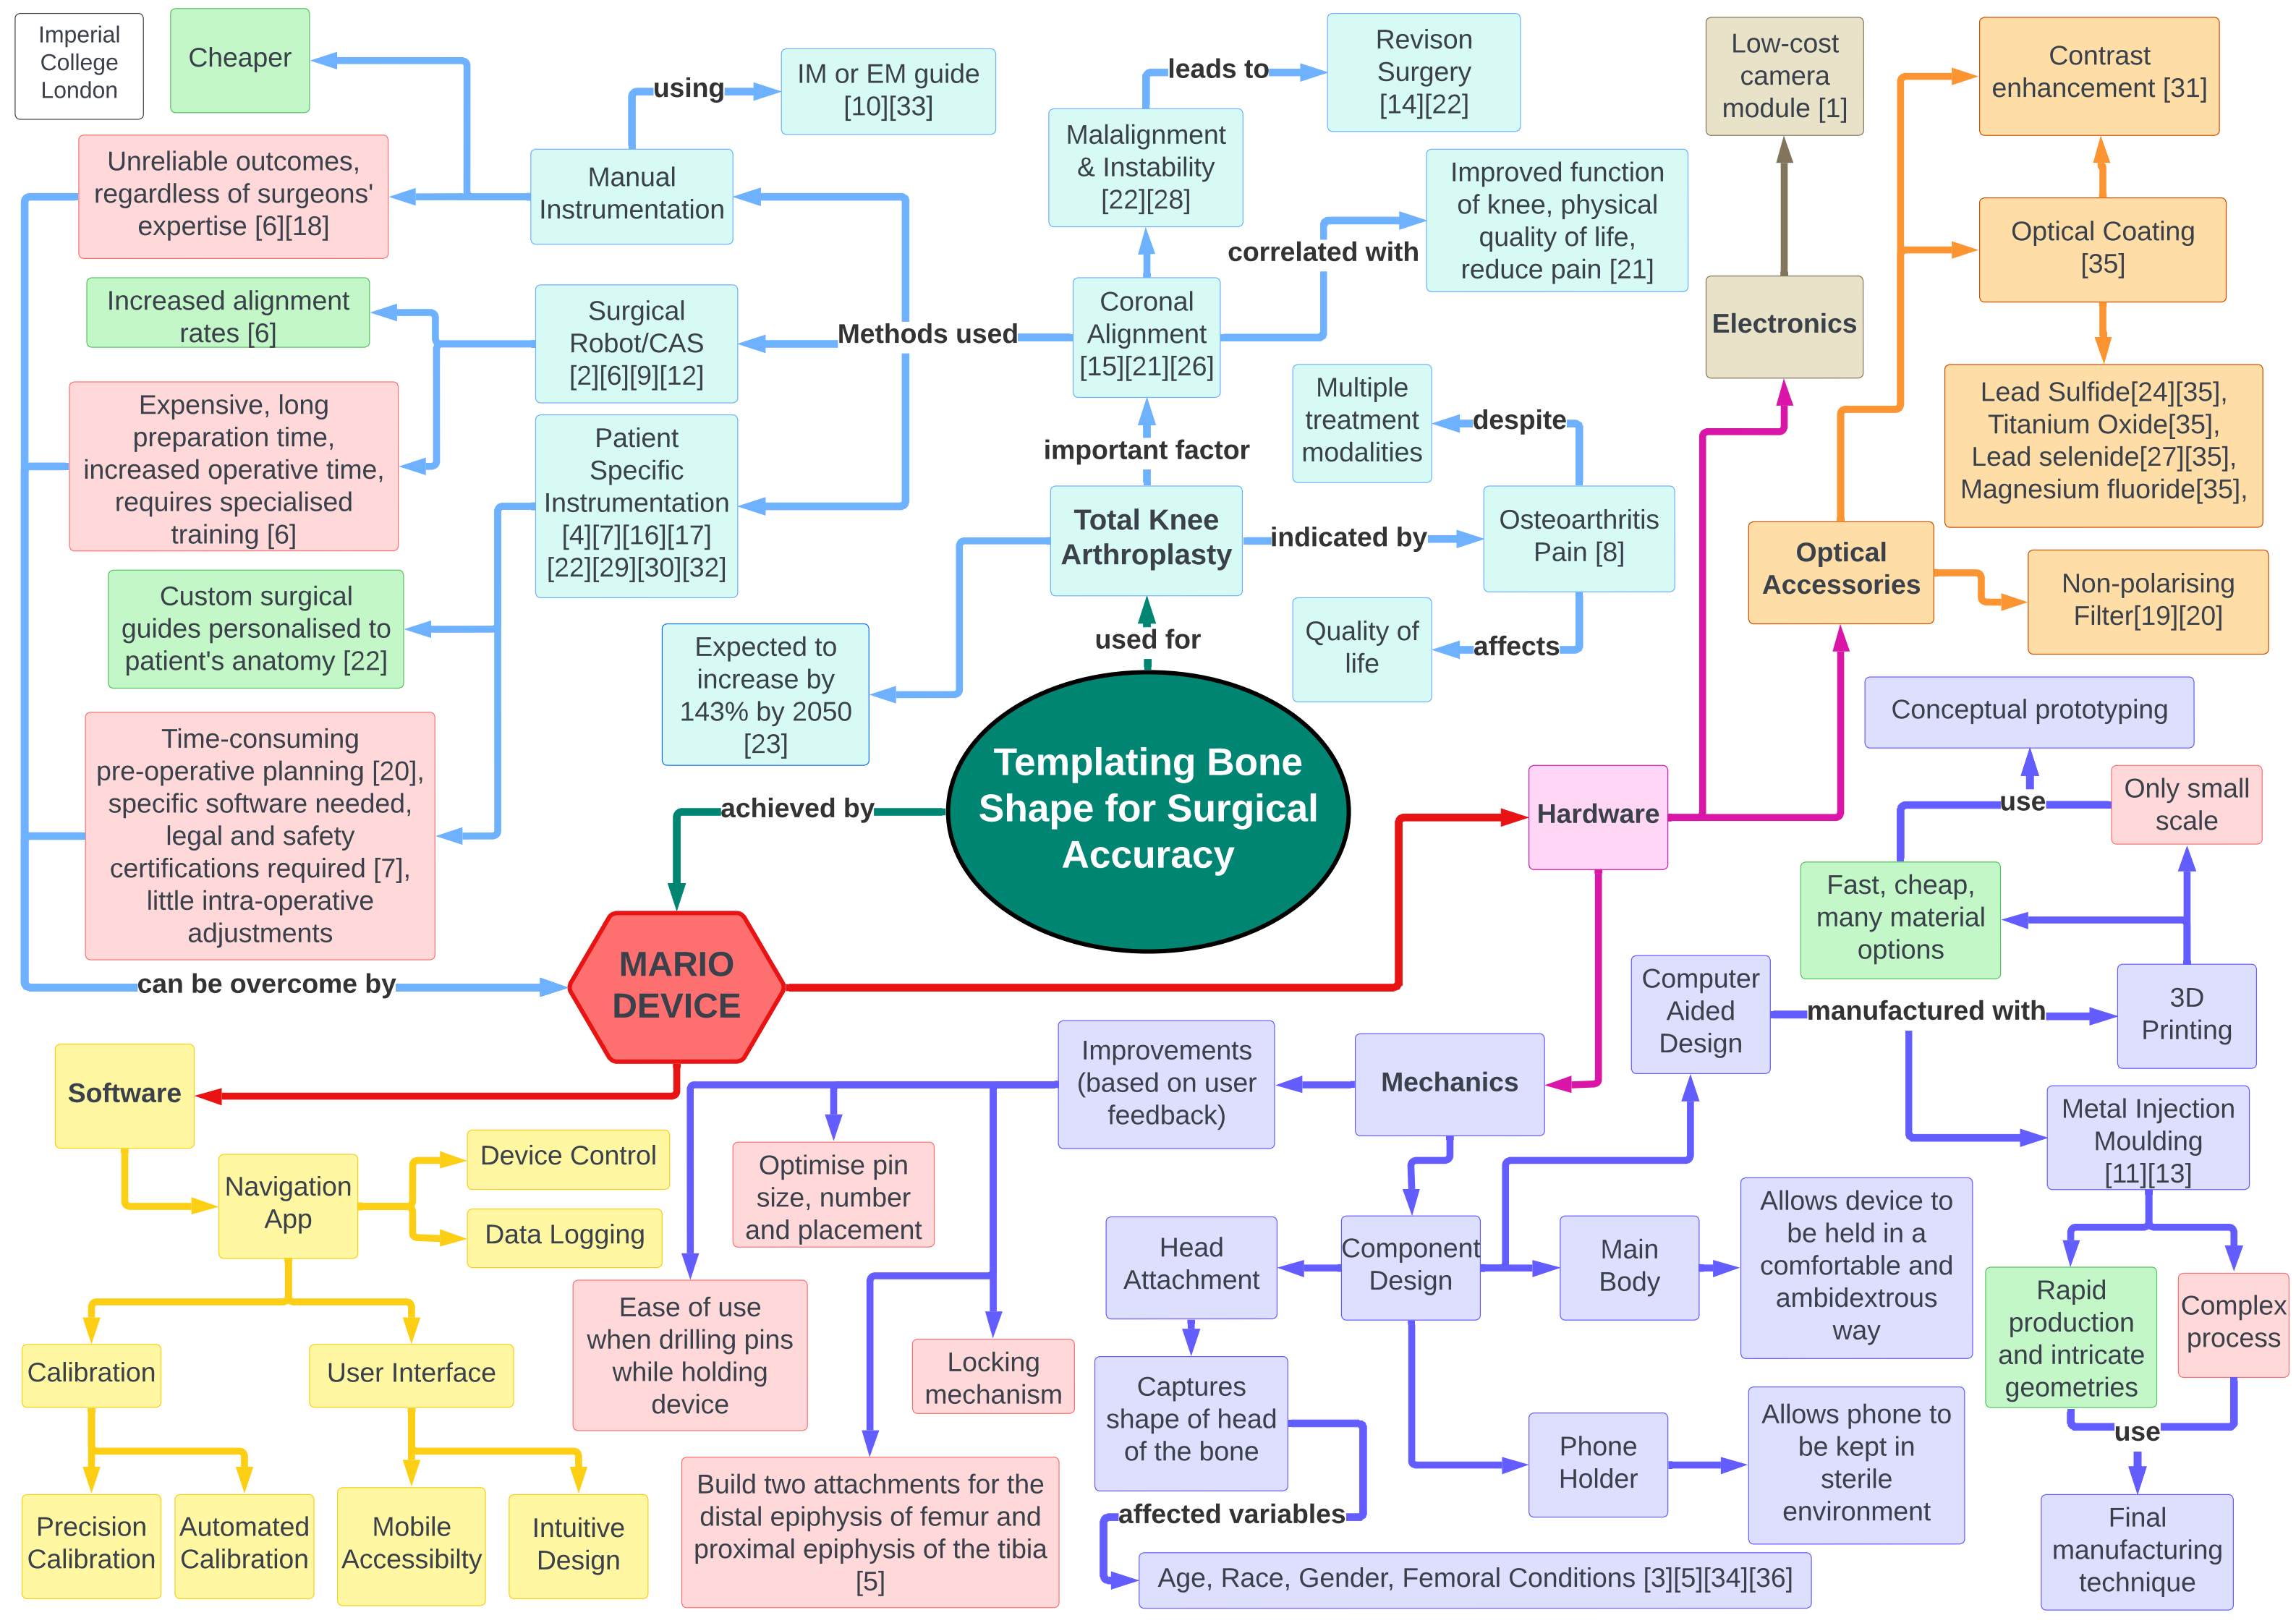 Imperial
College
London
Cheaper
using
IM or EM guide
[10][33]
leads to
Revison
Surgery
[14][22]
Low-cost
camera
module [1]
Contrast
enhancement [31]
Unreliable outcomes,
regardless of surgeons'
expertise [6][18]
Manual
Instrumentation
Malalignment
& Instability
[22][28]
Improved function
of knee, physical
quality of life,
reduce pain [21]
correlated with
Optical Coating
[35]
Increased alignment
rates [6]
Surgical
Robot/CAS
[2][6][9][12]
Methods used
Coronal
Alignment
[15][21][26]
Electronics
Expensive, long
preparation time,
increased operative time,
requires specialised
training [6]
Patient
Specific
Instrumentation
[4][7][16][17]
[22][29][30][32]
important factor
Multiple
treatment
modalities
despite
Lead Sulfide[24][35],
Titanium Oxide[35],
Lead selenide[27][35],
Magnesium fluoride[35],
Total Knee
Arthroplasty
indicated by
Osteoarthritis
Pain [8]
Optical
Accessories
Non-polarising
Filter[19][20]
Custom surgical
guides personalised to
patient's anatomy [22]
Expected to
increase by
143% by 2050
[23]
used for
Quality of
life
affects
Conceptual prototyping
Time-consuming
pre-operative planning [20],
specific software needed,
legal and safety
certifications required [7],
little intra-operative
adjustments
achieved by
Templating Bone
Shape for Surgical
Accuracy
Hardware
use
Only small
scale
Fast, cheap,
many material
options
can be overcome by
MARIO
DEVICE
Computer
Aided
Design
manufactured with
3D
Printing
Software
Improvements
(based on user
feedback)
Mechanics
Metal Injection
Moulding
[11][13]
Navigation
App
Device Control
Data Logging
Optimise pin
size, number
and placement
Head
Attachment
Component
Design
Main
Body
Allows device to
be held in a
comfortable and
ambidextrous
way
Rapid
production
and intricate
geometries
Complex
process
Ease of use
when drilling pins
while holding
device
Locking
mechanism
Calibration
User Interface
Captures
shape of head
of the bone
Phone
Holder
Allows phone to
be kept in
sterile
environment
use
Build two attachments for the
distal epiphysis of femur and
proximal epiphysis of the tibia
[5]
affected variables
Precision
Calibration
Automated
Calibration
Mobile
Accessibilty
Intuitive
Design
Age, Race, Gender, Femoral Conditions [3][5][34][36]
Final
manufacturing
technique